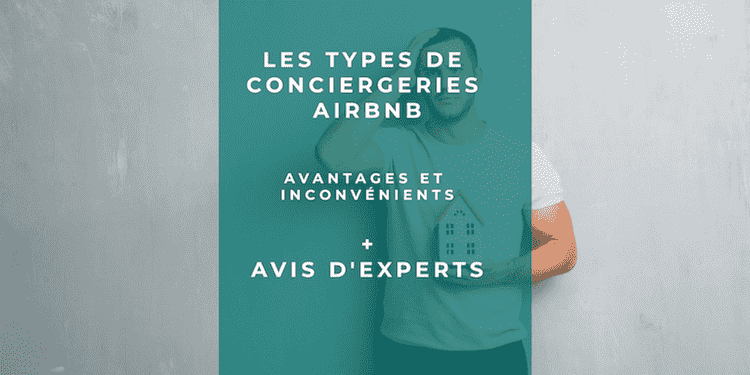 LES TYPES DE
CONCIERGERIES
AIRBNB
AVANTAGES ET
INCONVÉNIENTS
+
AVIS D'EXPERTS